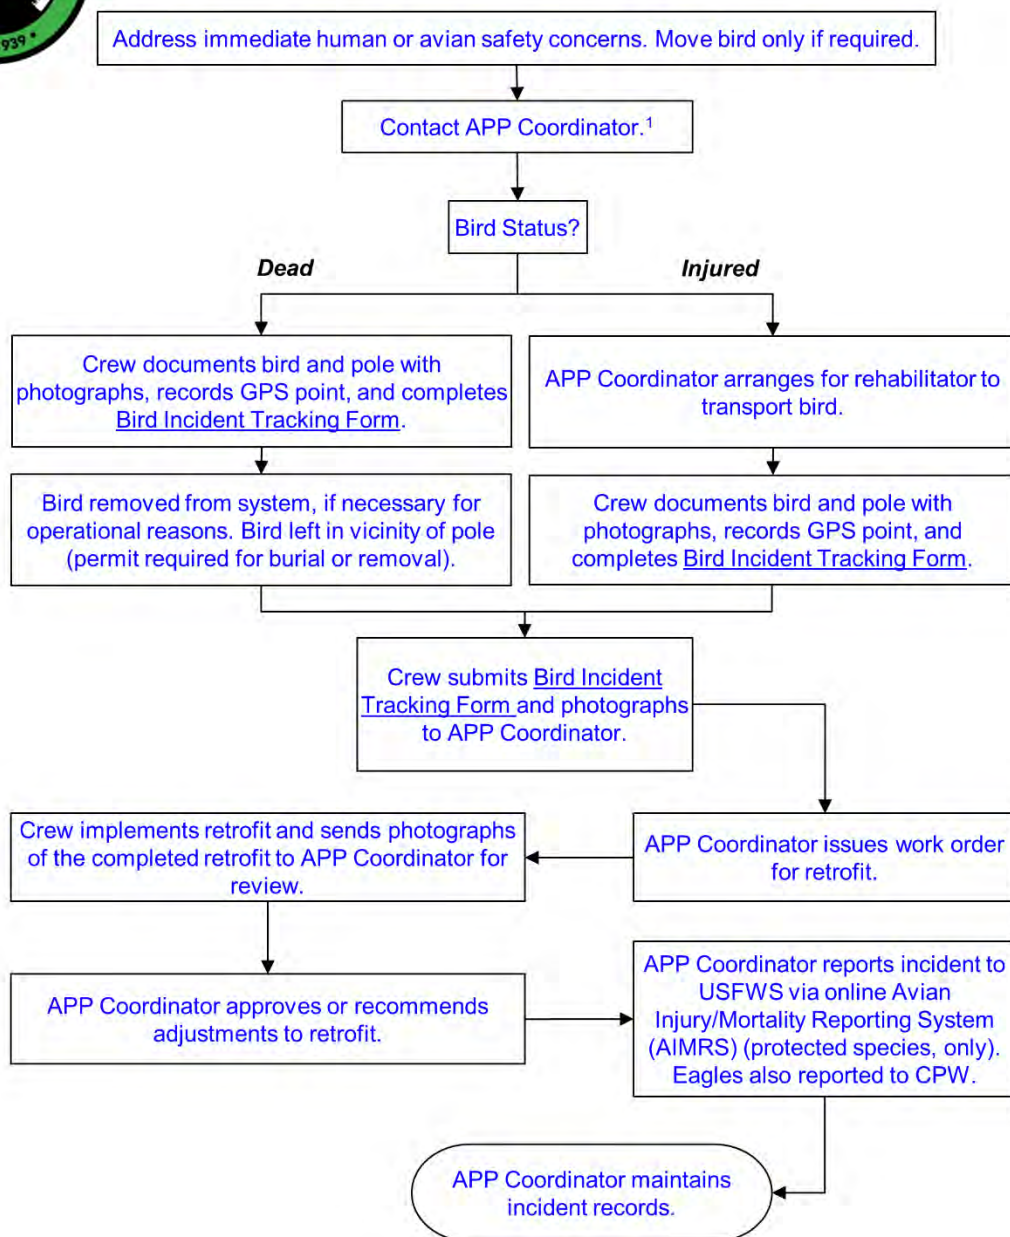 939
Address immediate human or avian safety concerns. Move bird only if required.
Contact APP Coordinator.1
Bird Status?
Dead
Injured
Crew documents bird and pole with
photographs, records GPS point, and completes
Bird Incident Tracking Form.
APP Coordinator arranges for rehabilitator to
transport bird.
Bird removed from system, if necessary for
operational reasons. Bird left in vicinity of pole
(permit required for burial or removal).
Crew documents bird and pole with
photographs, records GPS point, and
completes Bird Incident Tracking Form.
Crew submits Bird Incident
Tracking Form and photographs
to APP Coordinator.
APP Coordinator issues work order
for retrofit.
Crew implements retrofit and sends photographs
of the completed retrofit to APP Coordinator for
review.
APP Coordinator approves or recommends
adjustments to retrofit.
APP Coordinator reports incident to
USFWS via online Avian
Injury/Mortality Reporting System
(AIMRS) (protected species, only).
Eagles also reported to CPW.
APP Coordinator maintains
incident records.